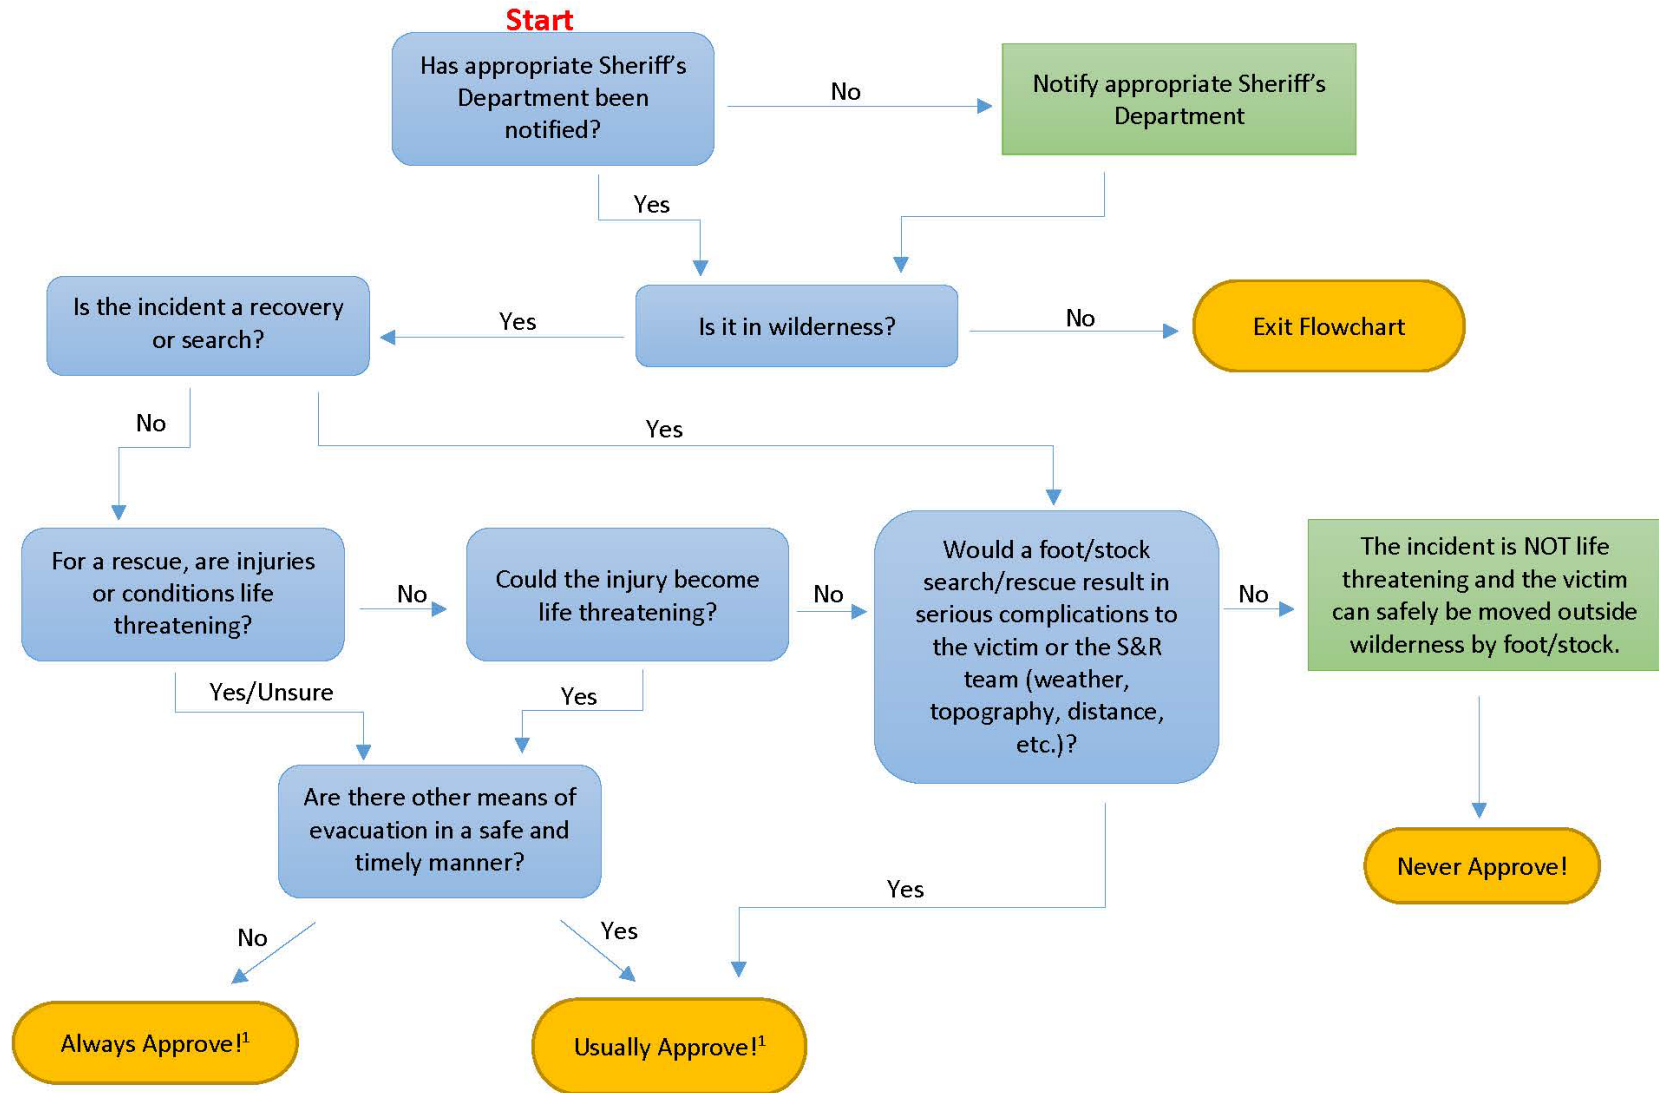 Start
Has appropriate Sheriff’s
Department been
notified?
No
Notify appropriate Sheriff’s
Department
Yes
Is the incident a recovery
or search?
Yes
Is it in wilderness?
No
Exit Flowchart
No
Yes
For a rescue, are injuries
or conditions life
threatening?
No
Could the injury become
life threatening?
No
Would a foot/stock
search/rescue result in
serious complications to
the victim or the S&R
team (weather,
topography, distance,
etc.)?
No
The incident is NOT life
threatening and the victim
can safely be moved outside
wilderness by foot/stock.
Yes/Unsure
Yes
Are there other means of
evacuation in a safe and
timely manner?
Yes
Never Approve!
No
Yes
Always Approve!¹
Usually Approve!¹